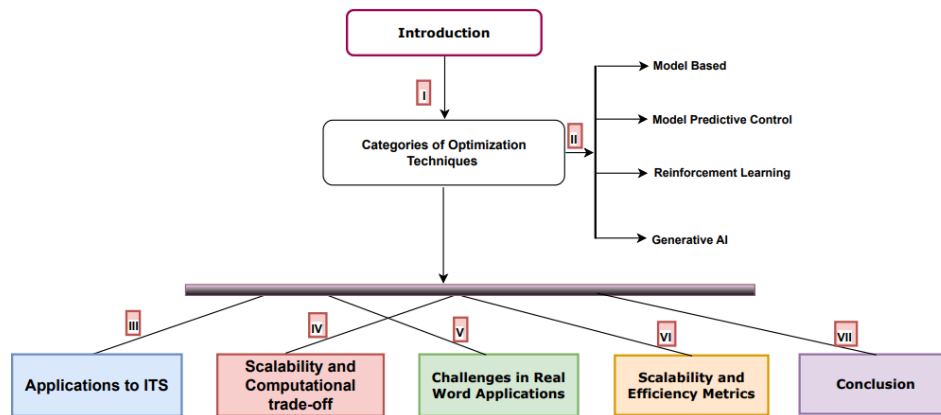 Introduction
I
Categories of Optimization
Techniques
II
Model Based
Model Predictive Control
Reinforcement Learning
Generative AI
III
IV
V
VI
VII
Applications to ITS
Scalability and
Computational
trade-off
Challenges in Real
Word Applications
Scalability and
Efficiency Metrics
Conclusion